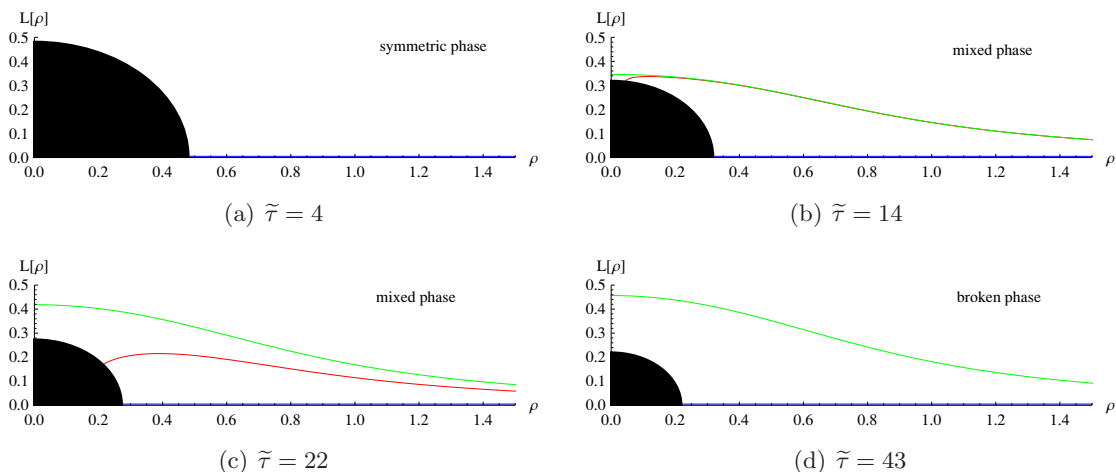 L[ρ]
0.5
0.4
0.3
0.2
0.1
0.0
symmetric phase
0.0 0.2 0.4 0.6 0.8 1.0 1.2 1.4 ρ
(a) τ̃ = 4
L[ρ]
0.5
0.4
0.3
0.2
0.1
0.0
mixed phase
0.0 0.2 0.4 0.6 0.8 1.0 1.2 1.4 ρ
(b) τ̃ = 14
L[ρ]
0.5
0.4
0.3
0.2
0.1
0.0
mixed phase
0.0 0.2 0.4 0.6 0.8 1.0 1.2 1.4 ρ
(c) τ̃ = 22
L[ρ]
0.5
0.4
0.3
0.2
0.1
0.0
broken phase
0.0 0.2 0.4 0.6 0.8 1.0 1.2 1.4 ρ
(d) τ̃ = 43